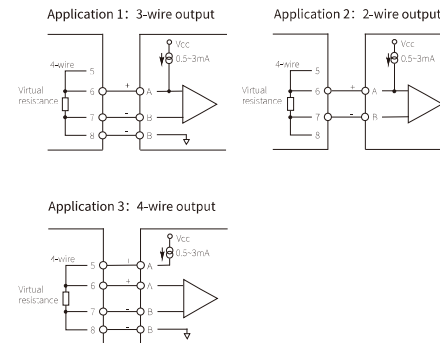 Application 1: 3-wire output
Vcc
0.5~3mA
4-wire
5
Virtual
resistance
6
+
A
7
-
B
8
-
B
Application 2: 2-wire output
Vcc
0.5~3mA
4-wire
5
Virtual
resistance
6
+
A
7
-
B
8
Application 3: 4-wire output
Vcc
0.5~3mA
4-wire
5
+
A
Virtual
resistance
6
+
A
7
-
B
8
-
B